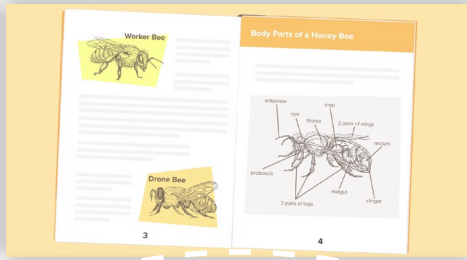 Worker Bee
Drone Bee
3
Body Parts of a Honey Bee
antennae
eye
thorax
crop
2 pairs of wings
rectum
proboscis
3 pairs of legs
midgut
stinger
4